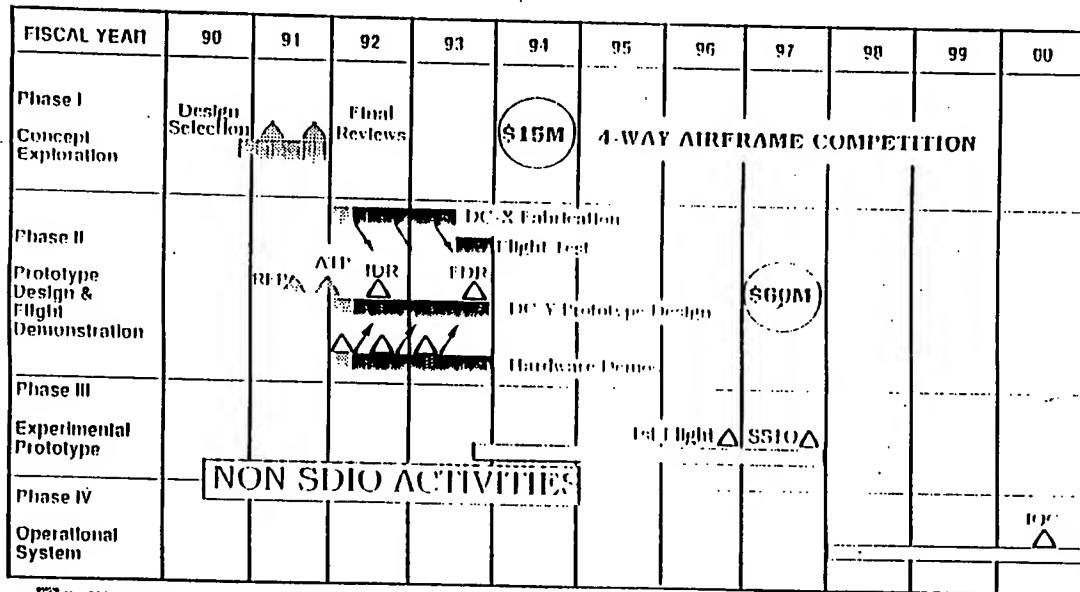 FISCAL YEAR 90 91 92 93 94 95 96 97 98 99 00
Phase I
Concept
Exploration
Design
Selection
Final
Reviews
$15M
4-WAY AIRFRAME COMPETITION
Phase II
Prototype
Design &
Flight
Demonstration
DC-X Fabrication
Flight Test
RFP
ATP
IDR
FDR
$60M
DC-Y Prototype Design
Hardware Demo
Phase III
Experimental
Prototype
1st Flight
SSTO
NON SDIO ACTIVITIES
Phase IV
Operational
System
IOC